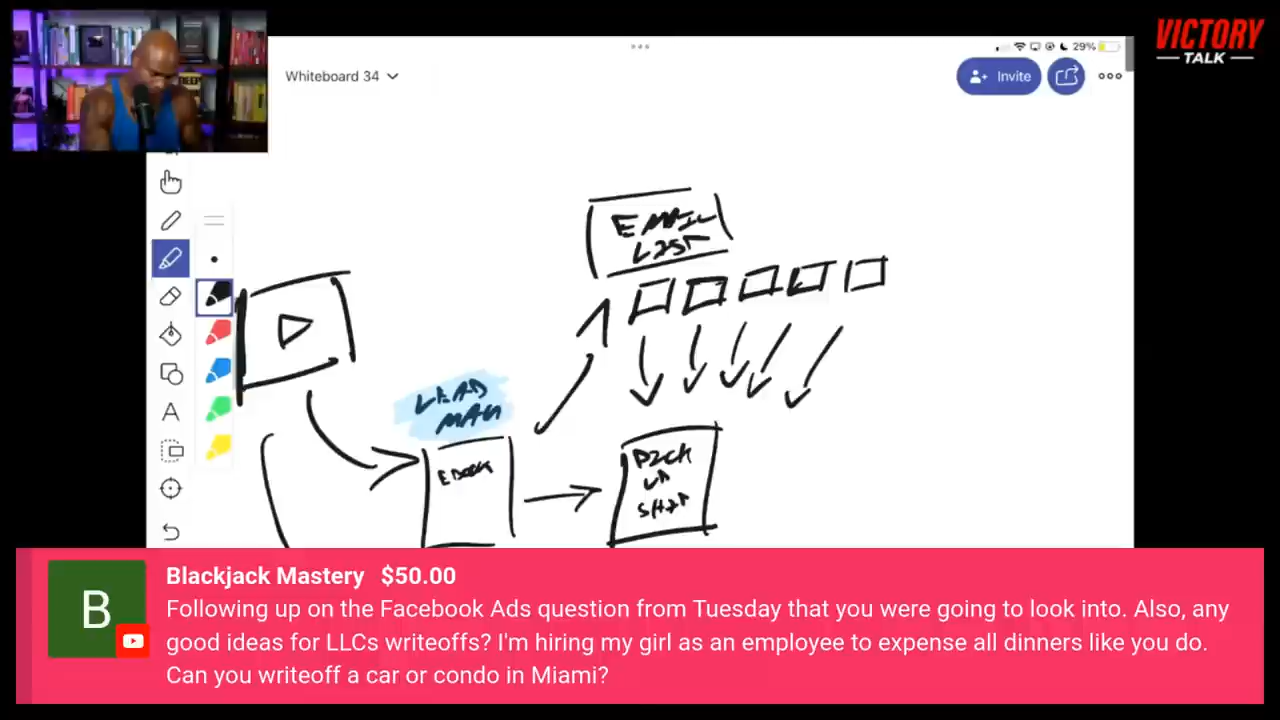 VICTORY
TALK
Whiteboard 34
29%
Invite
EMAIL
LIST
LEAD
MAG
EBOOK
Blackjack Mastery $50.00
B
Following up on the Facebook Ads question from Tuesday that you were going to look into. Also, any
good ideas for LLCs writeoffs? I'm hiring my girl as an employee to expense all dinners like you do.
Can you writeoff a car or condo in Miami?